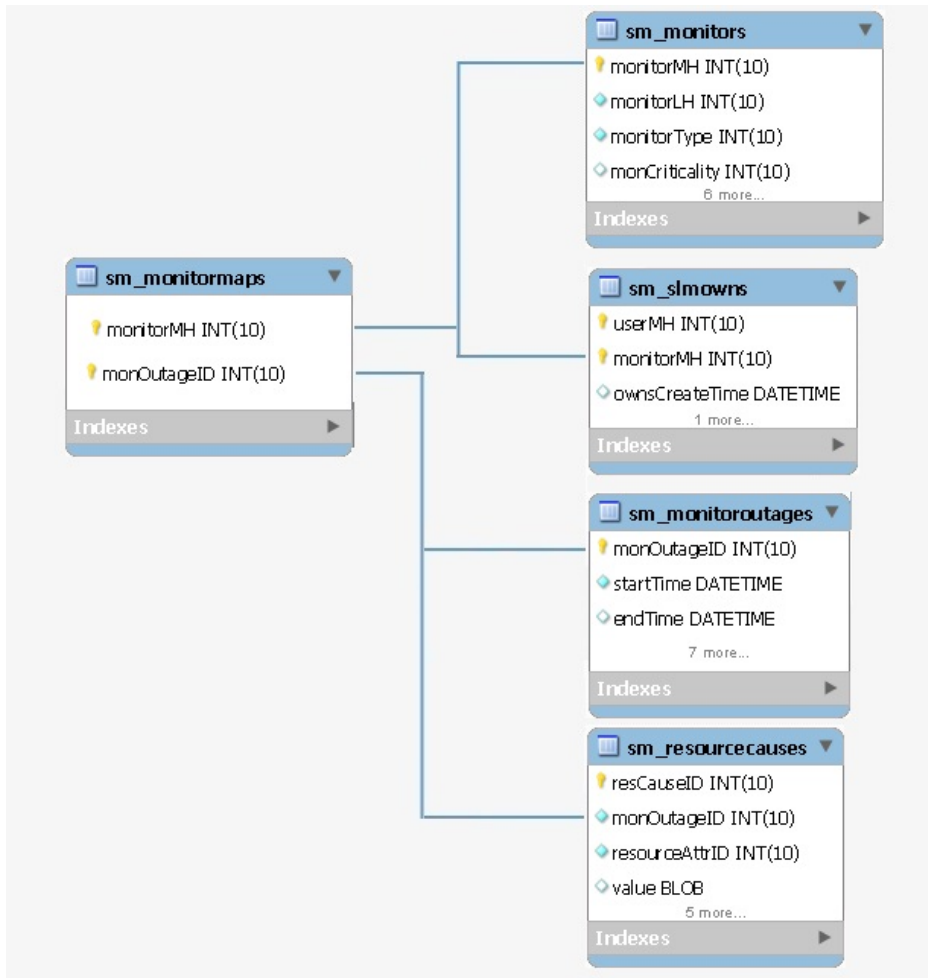 sm_monitors
monitorMH INT(10)
monitorLH INT(10)
monitorType INT(10)
monCriticality INT(10)
6 more...
Indexes
sm_monitormaps
monitorMH INT(10)
monOutageID INT(10)
Indexes
sm_slmowns
userMH INT(10)
monitorMH INT(10)
ownsCreateTime DATETIME
1 more...
Indexes
sm_monitoroutages
monOutageID INT(10)
startTime DATETIME
endTime DATETIME
7 more...
Indexes
sm_resourcecauses
resCauseID INT(10)
monOutageID INT(10)
resourceAttrID INT(10)
value BLOB
5 more...
Indexes